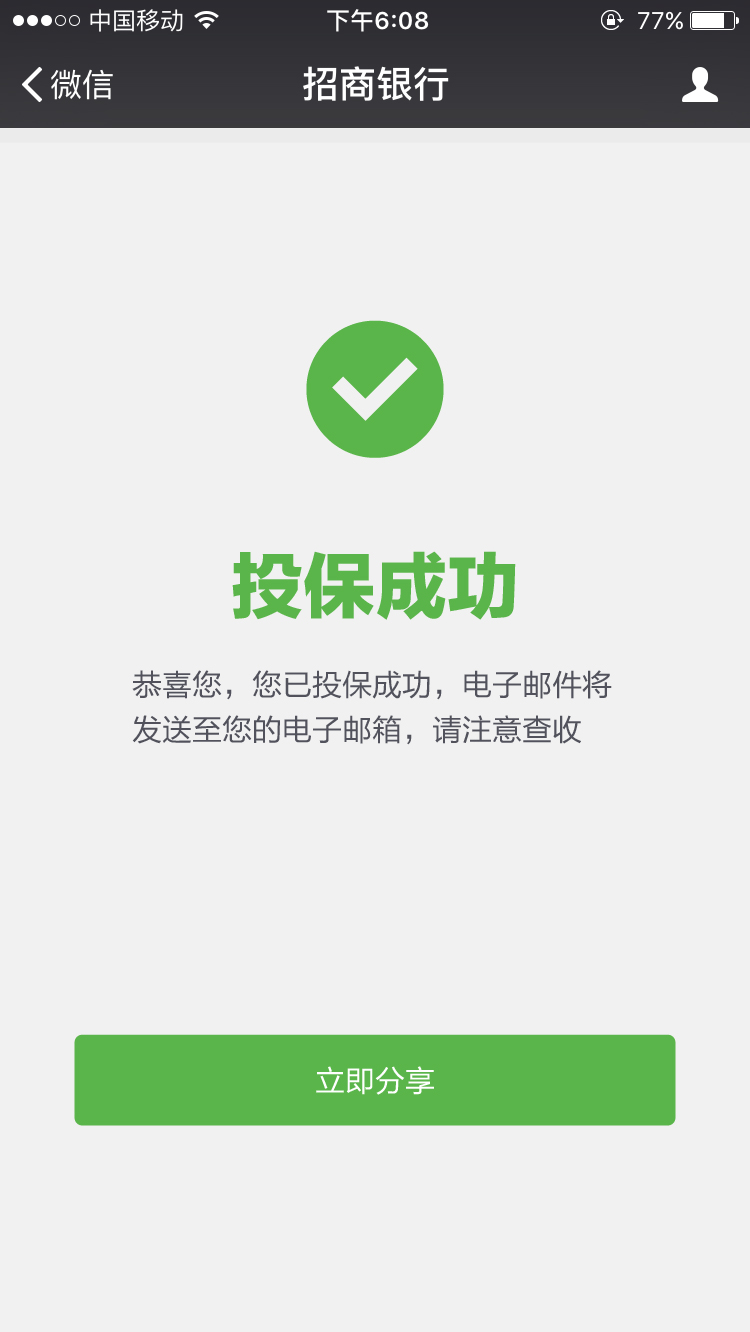 中国移动 下午6:08 77%
微信 招商银行
投保成功
恭喜您，您已投保成功，电子邮件将
发送至您的电子邮箱，请注意查收
立即分享